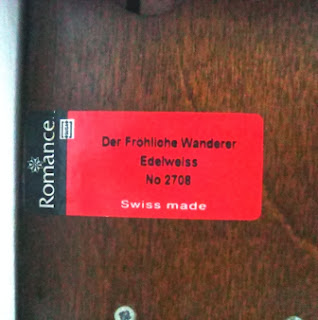 Romance
Der Frohliche Wanderer
Edelweiss
No 2708
Swiss made